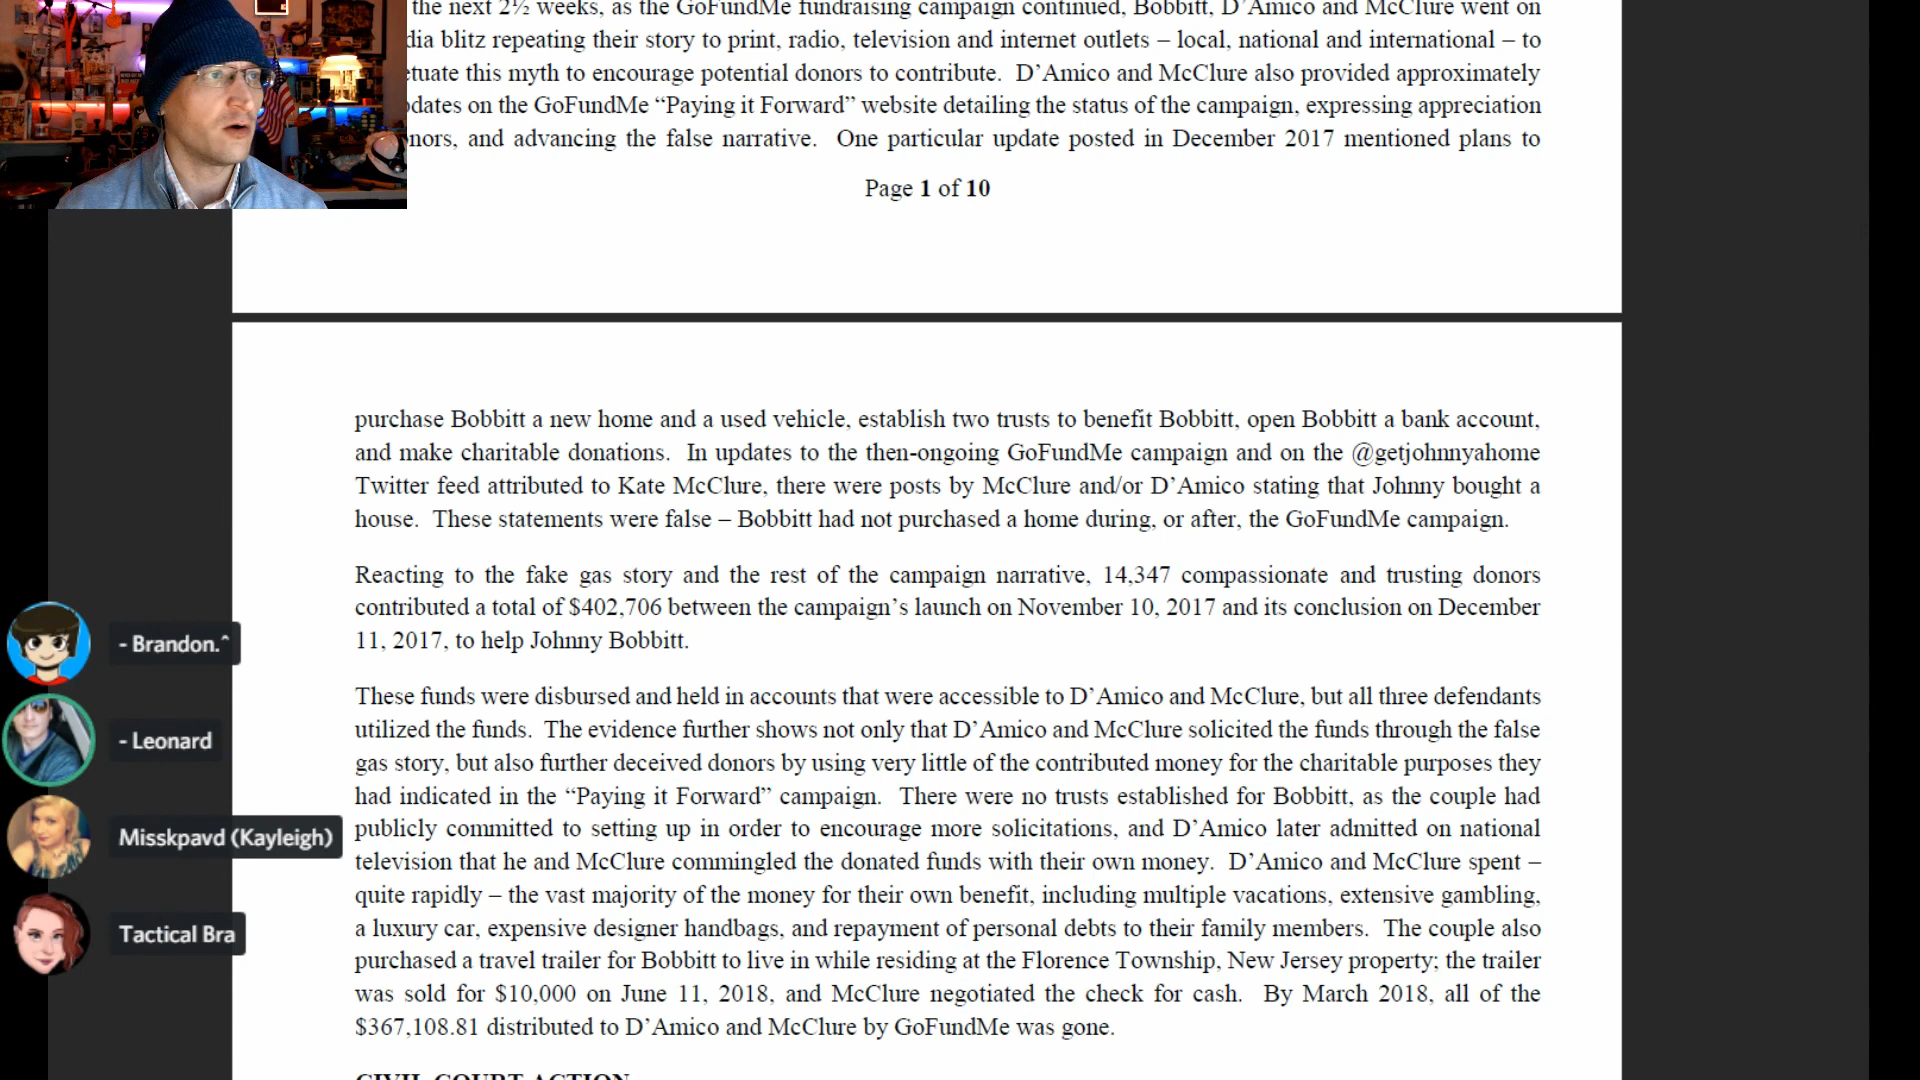 the next 2½ weeks, as the GoFundMe fundraising campaign continued, Bobbitt, D’Amico and McClure went on
dia blitz repeating their story to print, radio, television and internet outlets – local, national and international – to
etuate this myth to encourage potential donors to contribute. D’Amico and McClure also provided approximately
dates on the GoFundMe “Paying it Forward” website detailing the status of the campaign, expressing appreciation
nors, and advancing the false narrative. One particular update posted in December 2017 mentioned plans to
Page 1 of 10
purchase Bobbitt a new home and a used vehicle, establish two trusts to benefit Bobbitt, open Bobbitt a bank account,
and make charitable donations. In updates to the then-ongoing GoFundMe campaign and on the @getjohnnyahome
Twitter feed attributed to Kate McClure, there were posts by McClure and/or D’Amico stating that Johnny bought a
house. These statements were false – Bobbitt had not purchased a home during, or after, the GoFundMe campaign.
Reacting to the fake gas story and the rest of the campaign narrative, 14,347 compassionate and trusting donors
contributed a total of $402,706 between the campaign’s launch on November 10, 2017 and its conclusion on December
11, 2017, to help Johnny Bobbitt.
These funds were disbursed and held in accounts that were accessible to D’Amico and McClure, but all three defendants
utilized the funds. The evidence further shows not only that D’Amico and McClure solicited the funds through the false
gas story, but also further deceived donors by using very little of the contributed money for the charitable purposes they
had indicated in the “Paying it Forward” campaign. There were no trusts established for Bobbitt, as the couple had
publicly committed to setting up in order to encourage more solicitations, and D’Amico later admitted on national
television that he and McClure commingled the donated funds with their own money. D’Amico and McClure spent –
quite rapidly – the vast majority of the money for their own benefit, including multiple vacations, extensive gambling,
a luxury car, expensive designer handbags, and repayment of personal debts to their family members. The couple also
purchased a travel trailer for Bobbitt to live in while residing at the Florence Township, New Jersey property; the trailer
was sold for $10,000 on June 11, 2018, and McClure negotiated the check for cash. By March 2018, all of the
$367,108.81 distributed to D’Amico and McClure by GoFundMe was gone.
CIVIL COURT ACTION
- Brandon.^
- Leonard
Misskpavd (Kayleigh)
Tactical Bra